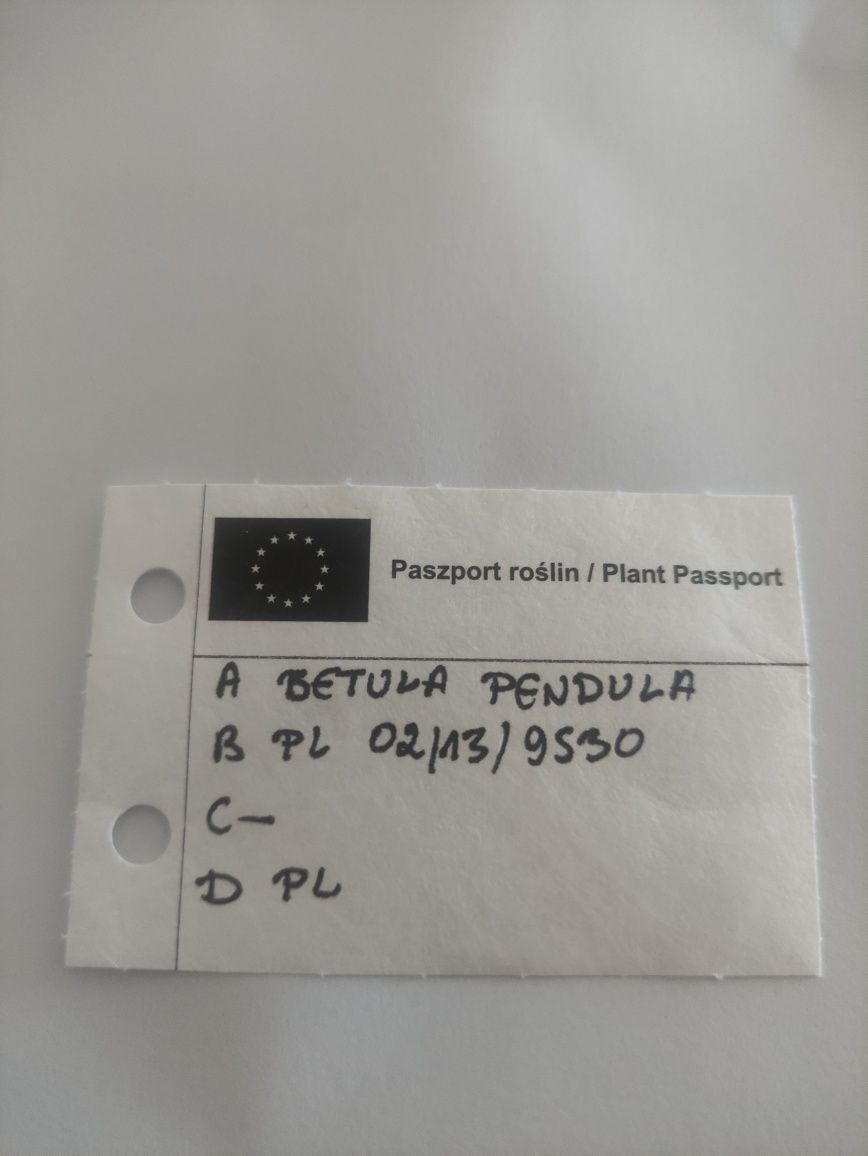 Paszport roślin / Plant Passport
A BETULA PENDULA
B PL 02/13/9530
C-
D PL